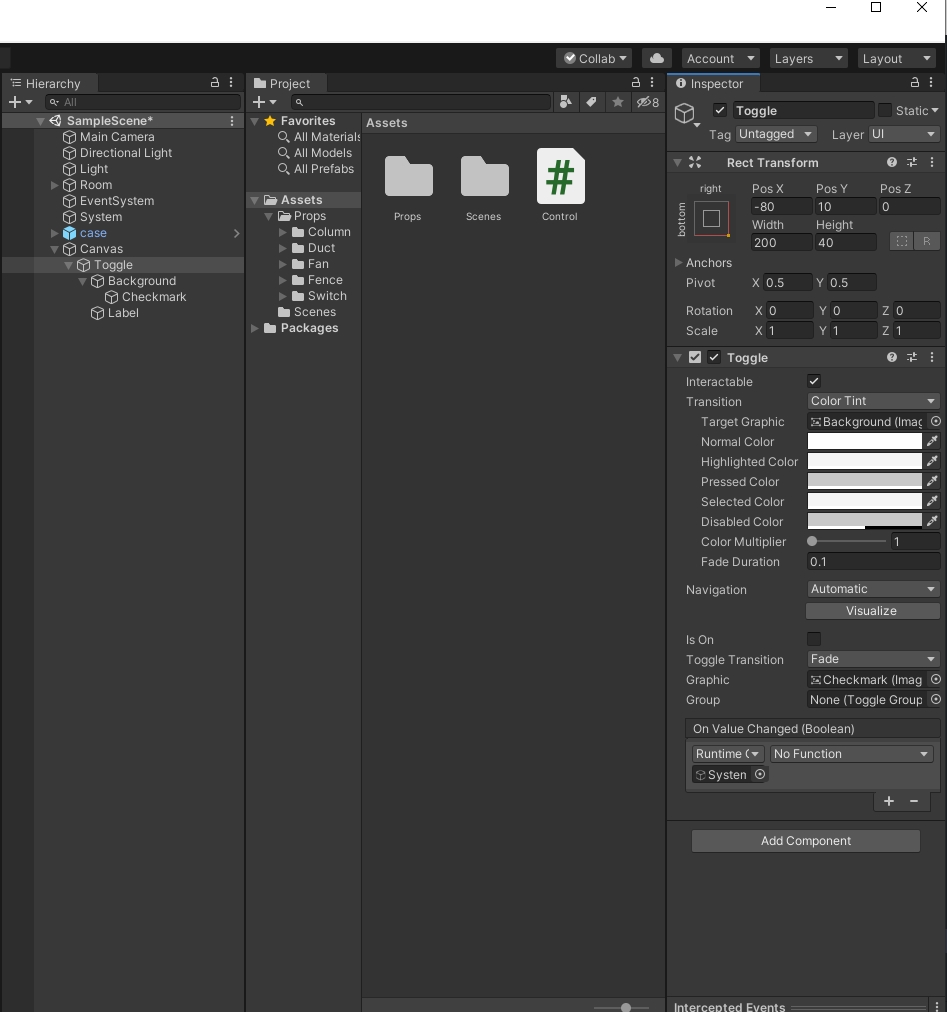 Collab
Account
Layers
Layout
Hierarchy
All
SampleScene*
Main Camera
Directional Light
Light
Room
EventSystem
System
case
Canvas
Toggle
Background
Checkmark
Label
Project
8
Favorites
All Materials
All Models
All Prefabs
Assets
Props
Column
Duct
Fan
Fence
Switch
Scenes
Packages
Assets
Props
Scenes
#
Control
Inspector
Toggle
Static
Tag Untagged Layer UI
Rect Transform
right
bottom
Pos X Pos Y Pos Z
-80 10 0
Width Height
200 40 R
Anchors
Pivot X 0.5 Y 0.5
Rotation X 0 Y 0 Z 0
Scale X 1 Y 1 Z 1
Toggle
Interactable
Transition Color Tint
Target Graphic Background (Imag
Normal Color
Highlighted Color
Pressed Color
Selected Color
Disabled Color
Color Multiplier 1
Fade Duration 0.1
Navigation Automatic
Visualize
Is On
Toggle Transition Fade
Graphic Checkmark (Imag
Group None (Toggle Group
On Value Changed (Boolean)
Runtime O No Function
System
Add Component
Intercepted Events